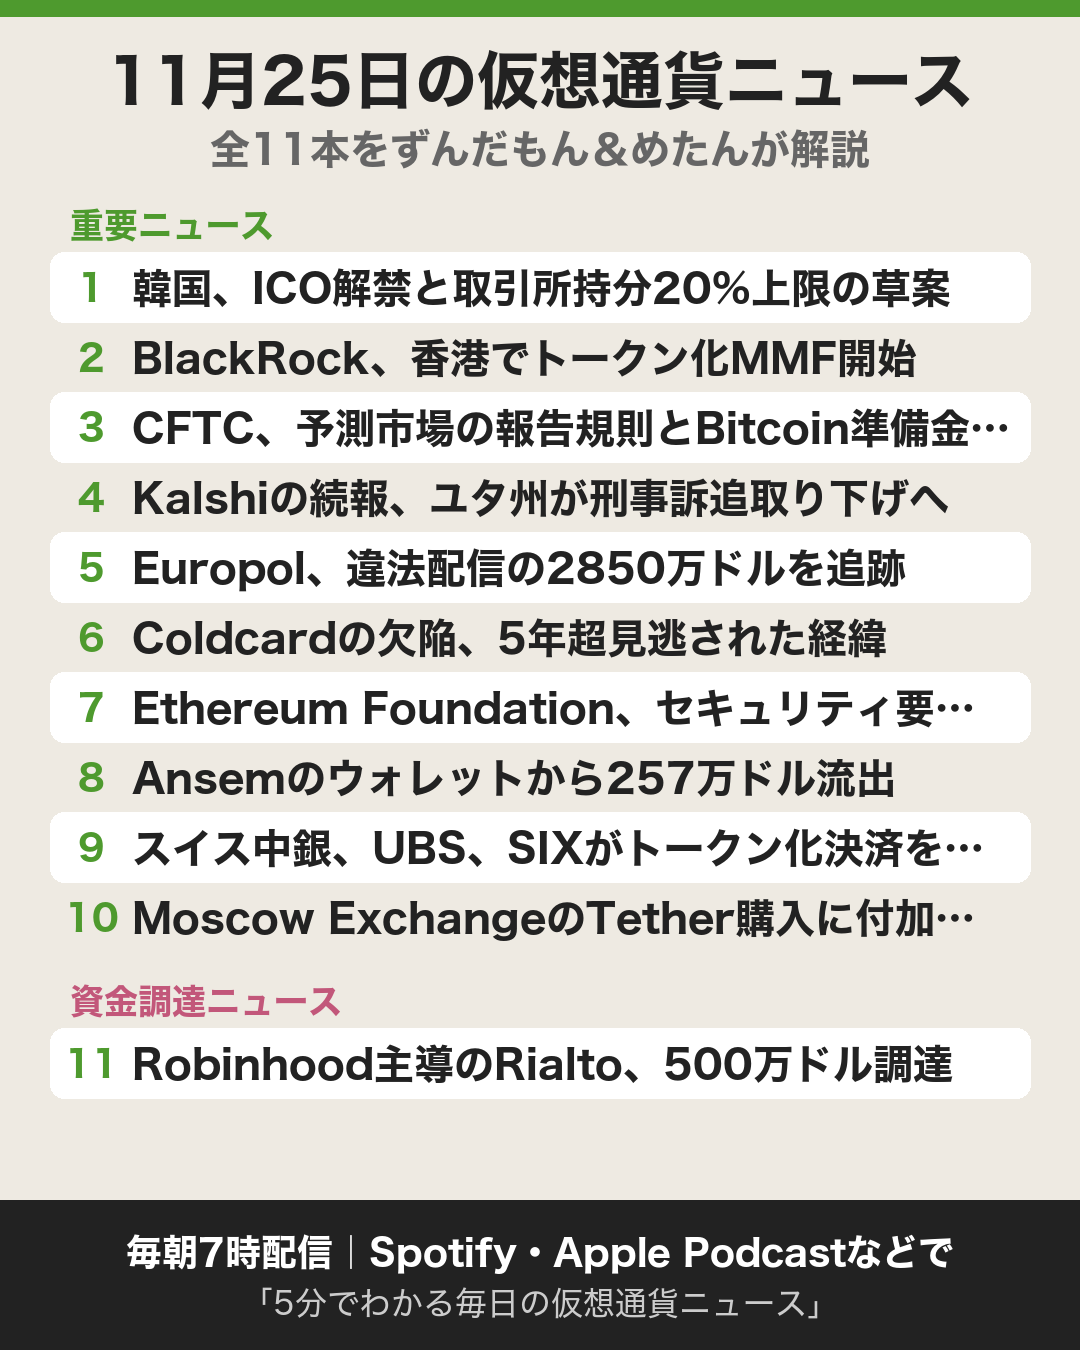 11月25日の仮想通貨ニュース
全11本をずんだもん&めたんが解説
重要ニュース
1 韓国、ICO解禁と取引所持分20%上限の草案
2 BlackRock、香港でトークン化MMF開始
3 CFTC、予測市場の報告規則とBitcoin準備金…
4 Kalshiの続報、ユタ州が刑事訴追取り下げへ
5 Europol、違法配信の2850万ドルを追跡
6 Coldcardの欠陥、5年超見逃された経緯
7 Ethereum Foundation、セキュリティ要…
8 Ansemのウォレットから257万ドル流出
9 スイス中銀、UBS、SIXがトークン化決済を…
10 Moscow ExchangeのTether購入に付加…
資金調達ニュース
11 Robinhood主導のRialto、500万ドル調達
毎朝7時配信｜Spotify・Apple Podcastなどで
「5分でわかる毎日の仮想通貨ニュース」